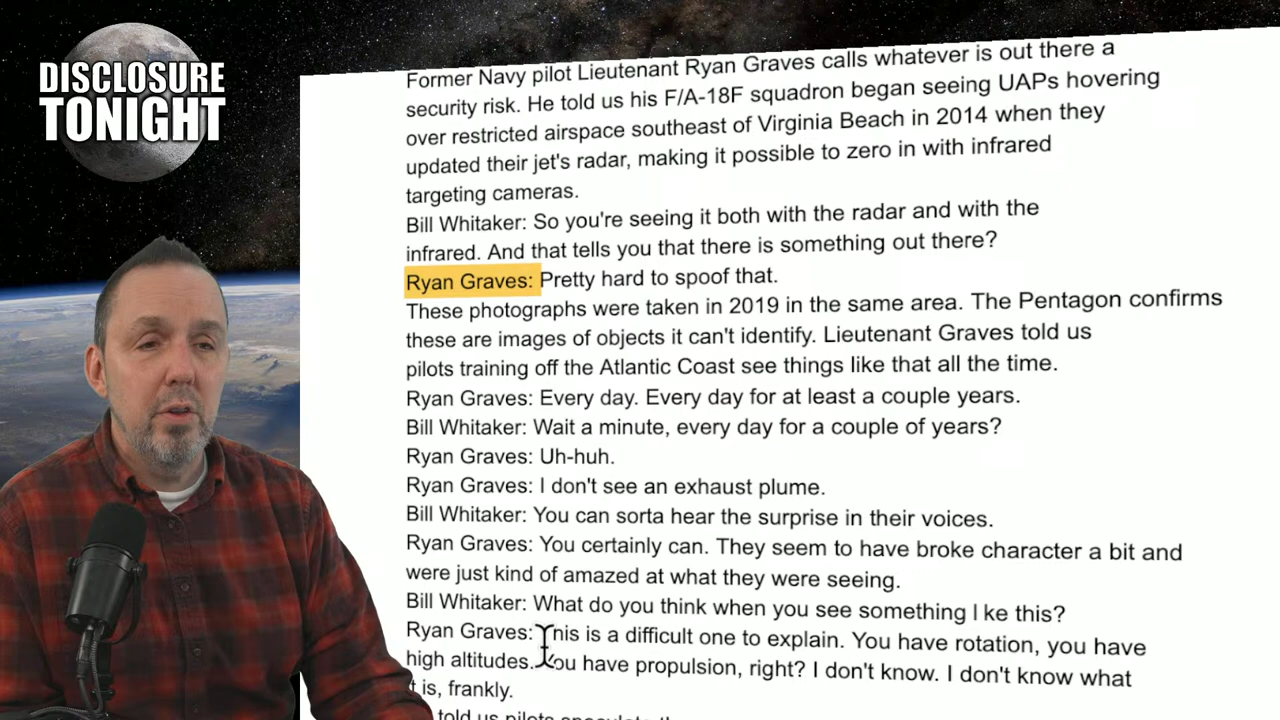 DISCLOSURE
TONIGHT
Former Navy pilot Lieutenant Ryan Graves calls whatever is out there a
security risk. He told us his F/A-18F squadron began seeing UAPs hovering
over restricted airspace southeast of Virginia Beach in 2014 when they
updated their jet's radar, making it possible to zero in with infrared
targeting cameras.
Bill Whitaker: So you're seeing it both with the radar and with the
infrared. And that tells you that there is something out there?
Ryan Graves: Pretty hard to spoof that.
These photographs were taken in 2019 in the same area. The Pentagon confirms
these are images of objects it can't identify. Lieutenant Graves told us
pilots training off the Atlantic Coast see things like that all the time.
Ryan Graves: Every day. Every day for at least a couple years.
Bill Whitaker: Wait a minute, every day for a couple of years?
Ryan Graves: Uh-huh.
Ryan Graves: I don't see an exhaust plume.
Bill Whitaker: You can sorta hear the surprise in their voices.
Ryan Graves: You certainly can. They seem to have broke character a bit and
were just kind of amazed at what they were seeing.
Bill Whitaker: What do you think when you see something l ke this?
Ryan Graves: This is a difficult one to explain. You have rotation, you have
high altitudes. You have propulsion, right? I don't know. I don't know what
it is, frankly.
told us pilots speculate